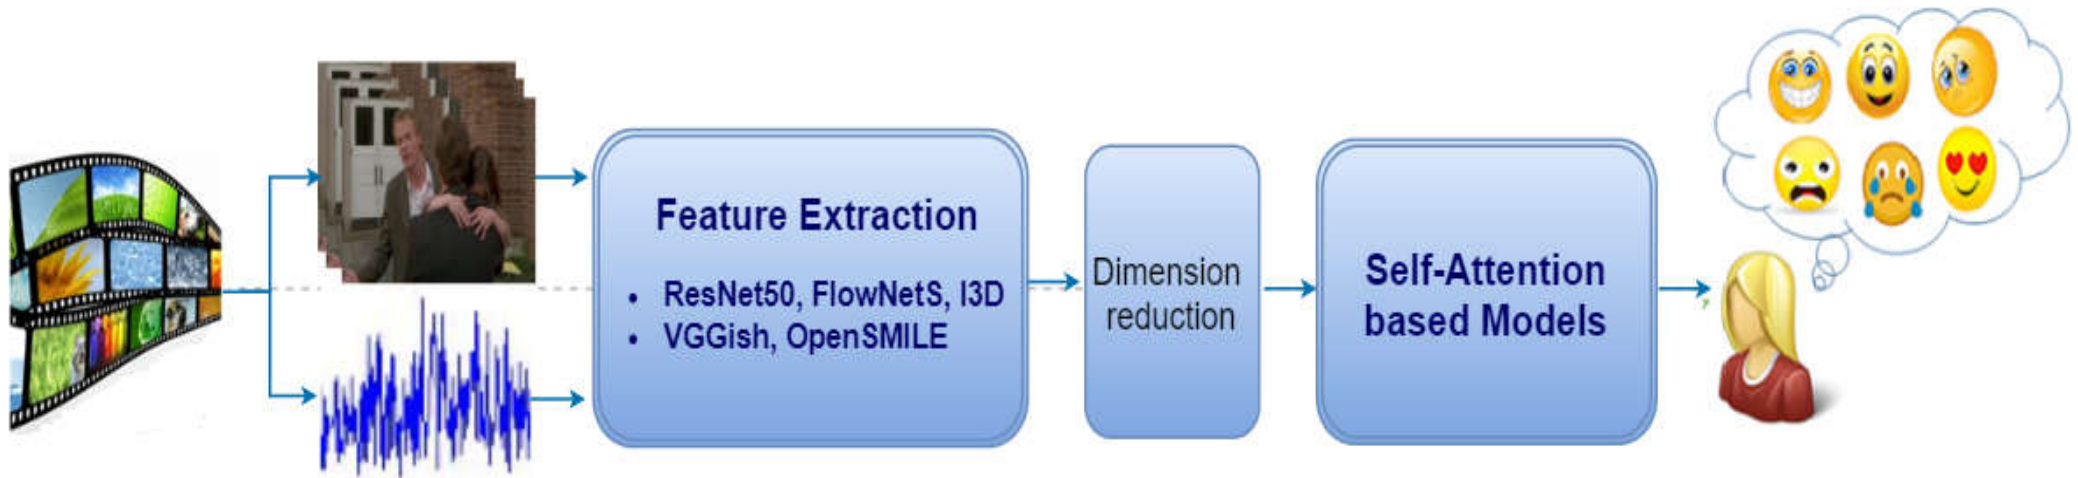 Feature Extraction
• ResNet50, FlowNetS, I3D
• VGGish, OpenSMILE
Dimension
reduction
Self-Attention
based Models